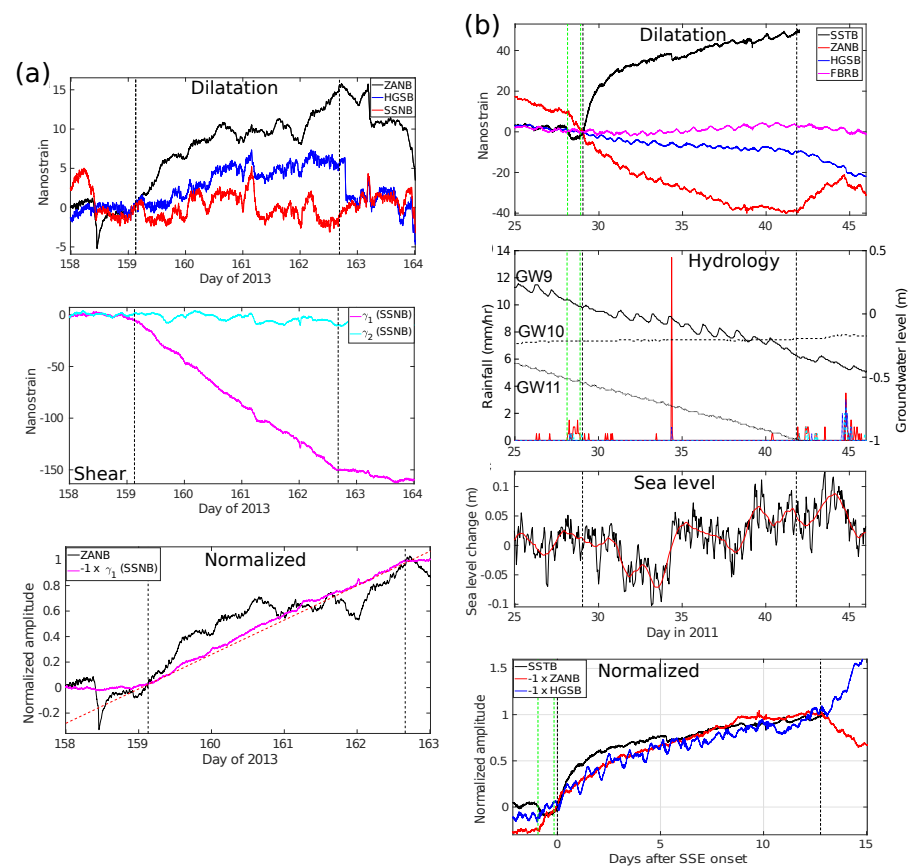 (a)
Dilatation
ZANB
HGSB
SSNB
Nanostrain
15
10
5
0
-5
158 159 160 161 162 163 164
Day of 2013
γ1 (SSNB)
γ2 (SSNB)
Nanostrain
0
-50
-100
-150
Shear
158 159 160 161 162 163 164
Day of 2013
Normalized
ZANB
-1 x γ1 (SSNB)
Normalized amplitude
1
0.8
0.6
0.4
0.2
0
-0.2
158 159 160 161 162 163
Day of 2013
(b)
Dilatation
SSTB
ZANB
HGSB
FBRB
Nanostrain
40
20
0
-20
-40
25 30 35 40 45
Hydrology
GW9
GW10
GW11
Rainfall (mm/hr)
14
12
10
8
6
4
2
0
Groundwater level (m)
0.5
0
-0.5
-1
25 30 35 40 45
Sea level
Sea level change (m)
0.1
0.05
0
-0.05
-0.1
25 30 35 40 45
Day in 2011
Normalized
SSTB
-1 x ZANB
-1 x HGSB
Normalized amplitude
1.5
1
0.5
0
0 5 10 15
Days after SSE onset